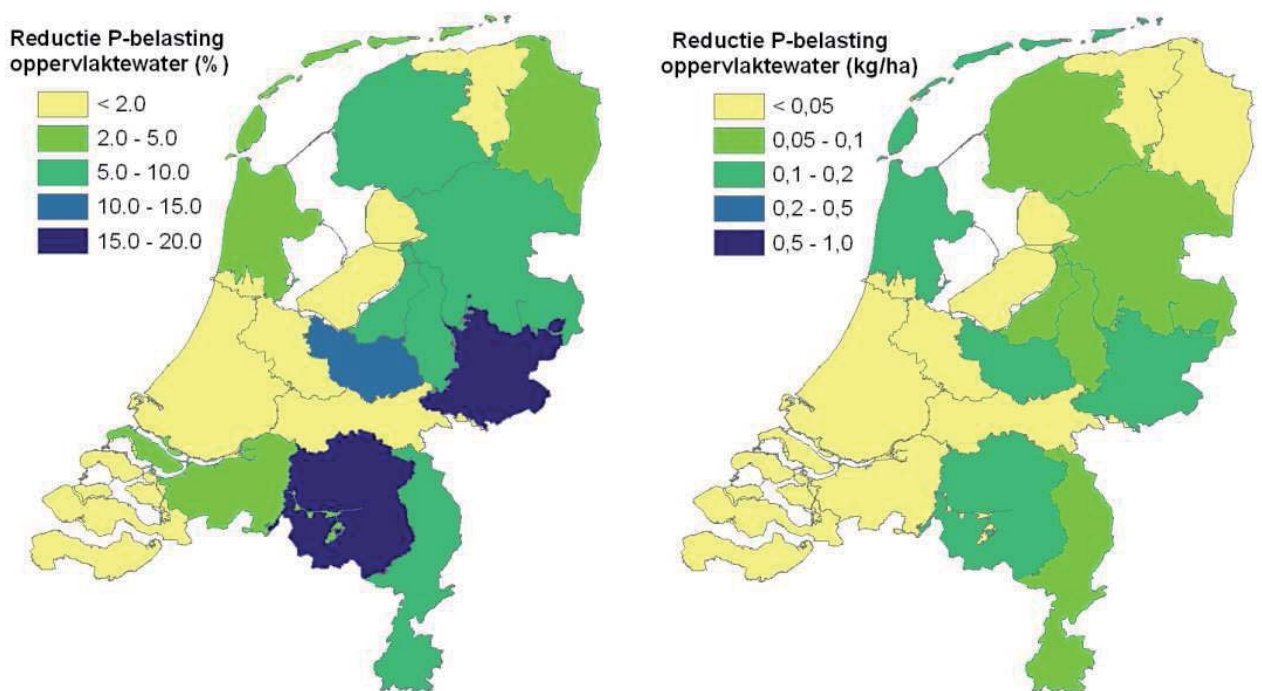 Reductie P-belasting
oppervlaktewater (%)
< 2.0
2.0 - 5.0
5.0 - 10.0
10.0 - 15.0
15.0 - 20.0
Reductie P-belasting
oppervlaktewater (kg/ha)
< 0,05
0,05 - 0,1
0,1 - 0,2
0,2 - 0,5
0,5 - 1,0